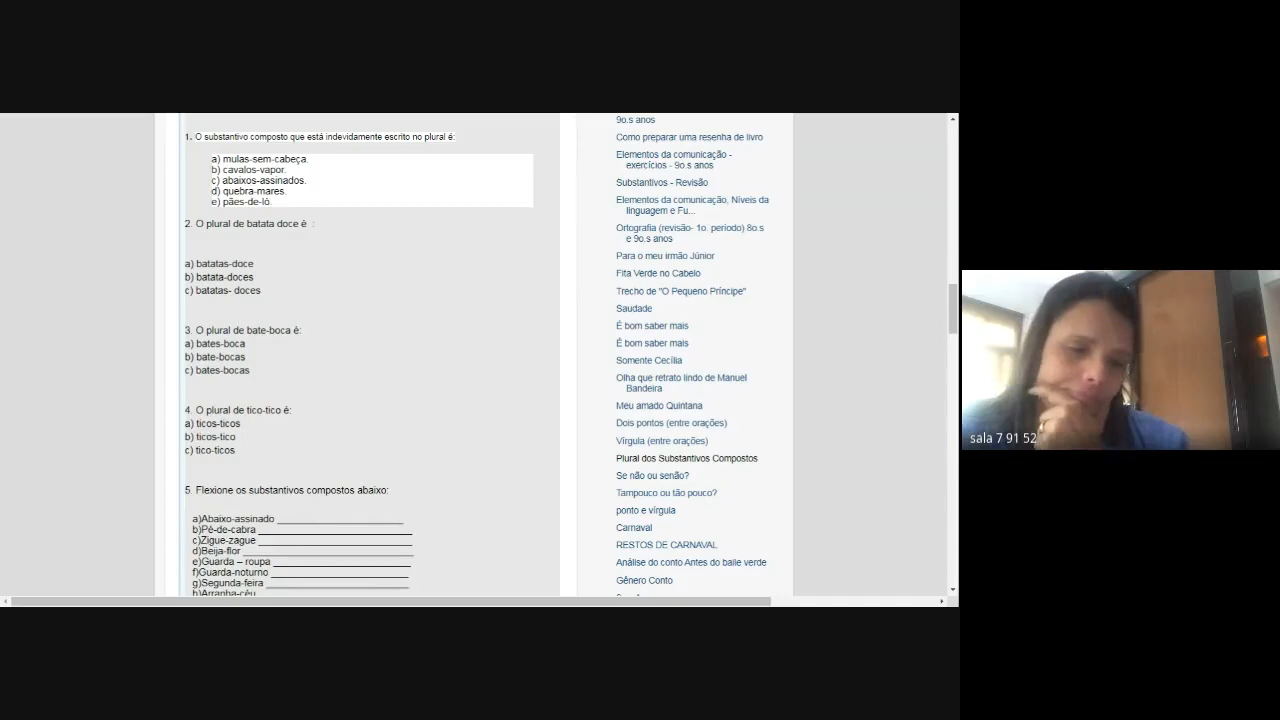 1. O substantivo composto que está indevidamente escrito no plural é:
a) mulas-sem-cabeça.
b) cavalos-vapor.
c) abaixos-assinados.
d) quebra-mares.
e) pães-de-ló.
2. O plural de batata doce é :
a) batatas-doce
b) batata-doces
c) batatas- doces
3. O plural de bate-boca é:
a) bates-boca
b) bate-bocas
c) bates-bocas
4. O plural de tico-tico é:
a) ticos-ticos
b) ticos-tico
c) tico-ticos
5. Flexione os substantivos compostos abaixo:
a)Abaixo-assinado
b)Pé-de-cabra
c)Zigue-zague
d)Beija-flor
e)Guarda – roupa
f)Guarda-noturno
g)Segunda-feira
h)Arranha-céu
9o.s anos
Como preparar uma resenha de livro
Elementos da comunicação -
exercícios - 9o.s anos
Substantivos - Revisão
Elementos da comunicação, Níveis da
linguagem e Fu...
Ortografia (revisão- 1o. período) 8o.s
e 9o.s anos
Para o meu irmão Júnior
Fita Verde no Cabelo
Trecho de "O Pequeno Príncipe"
Saudade
É bom saber mais
É bom saber mais
Somente Cecília
Olha que retrato lindo de Manuel
Bandeira
Meu amado Quintana
Dois pontos (entre orações)
Vírgula (entre orações)
Plural dos Substantivos Compostos
Se não ou senão?
Tampouco ou tão pouco?
ponto e vírgula
Carnaval
RESTOS DE CARNAVAL
Análise do conto Antes do baile verde
Gênero Conto
sala 7 91 52